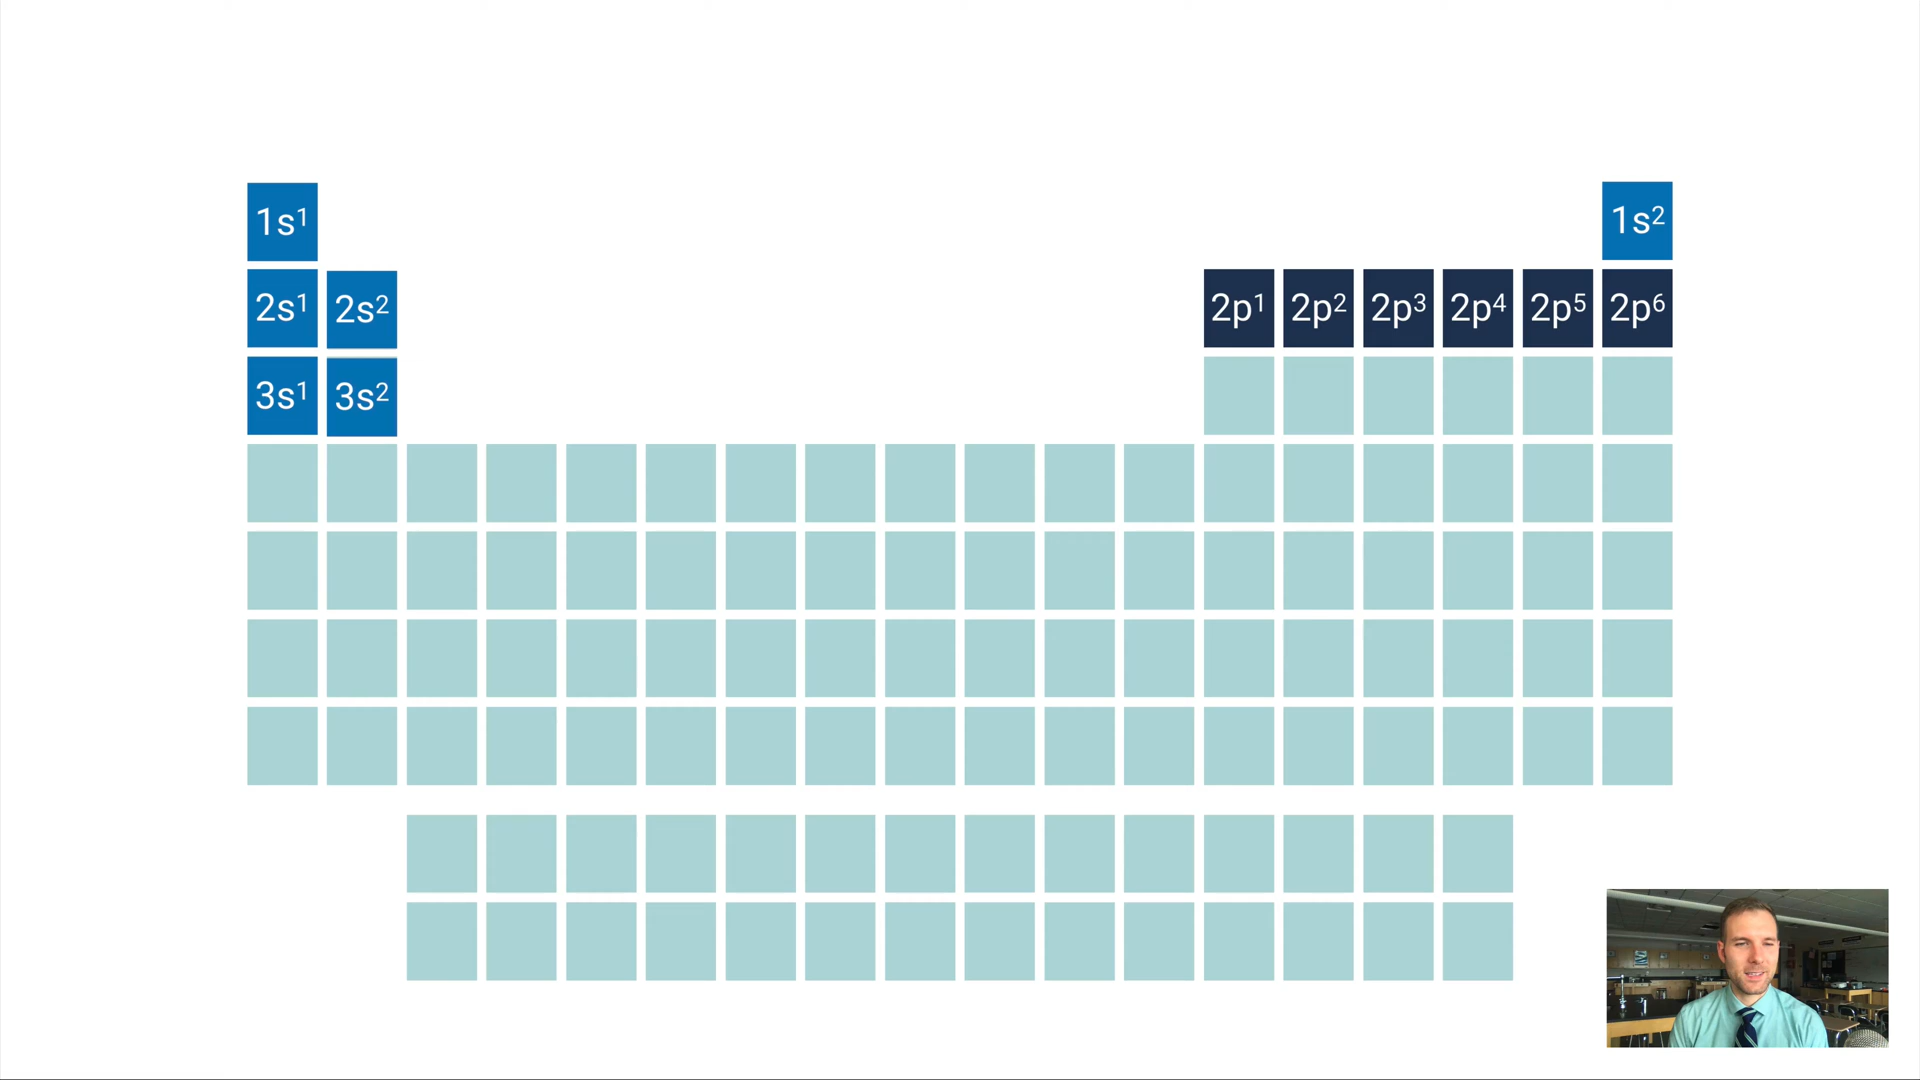 1s¹ 1s²
2s¹ 2s² 2p¹ 2p² 2p³ 2p⁴ 2p⁵ 2p⁶
3s¹ 3s²